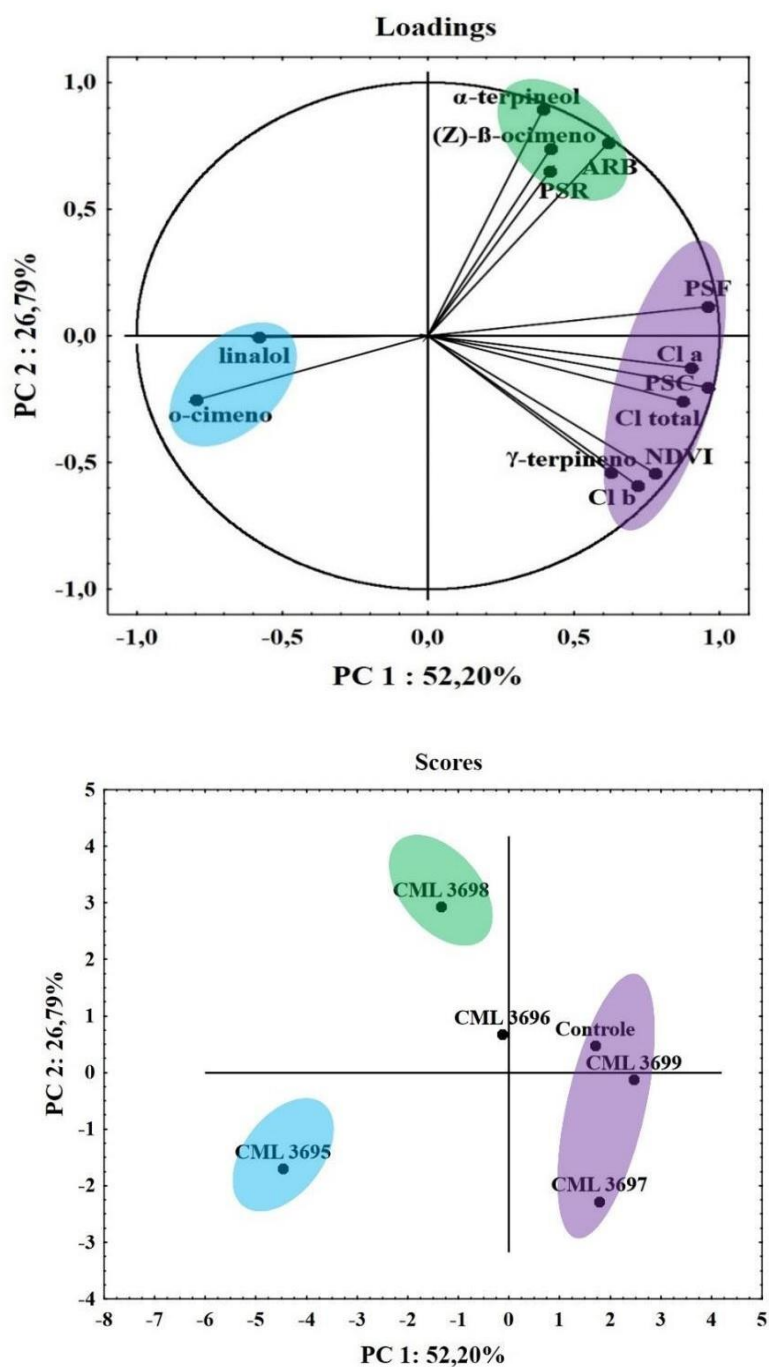 Loadings
1,0
α-terpineol
(Z)-ß-ocimeno
ARB
PSR
0,5
PSF
0,0
linalol
Cl a
PSC
o-cimeno
Cl total
γ-terpineno
NDVI
-0,5
Cl b
-1,0
-1,0 -0,5 0,0 0,5 1,0
PC 2 : 26,79%
PC 1 : 52,20%
Scores
5
4
3
2
1
0
-1
-2
-3
-4
CML 3698
CML 3696
Controle
CML 3699
CML 3695
CML 3697
-8 -7 -6 -5 -4 -3 -2 -1 0 1 2 3 4 5
PC 2: 26,79%
PC 1: 52,20%